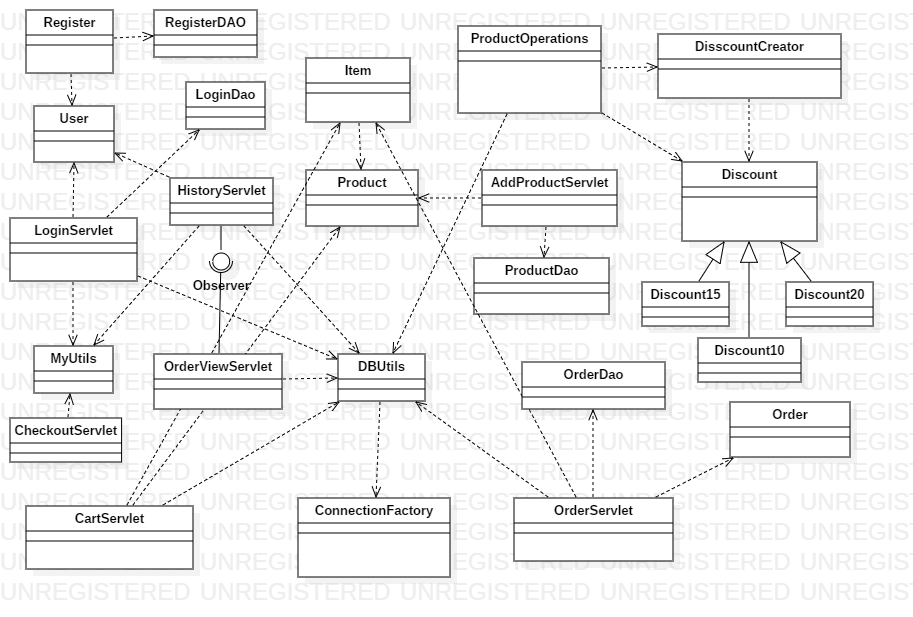 Register
RegisterDAO
ProductOperations
DisscountCreator
Item
LoginDao
User
Discount
HistoryServlet
Product
AddProductServlet
LoginServlet
Observer
ProductDao
Discount15
Discount20
MyUtils
OrderViewServlet
DBUtils
Discount10
OrderDao
Order
CheckoutServlet
CartServlet
ConnectionFactory
OrderServlet
UNREGISTERED UNREGISTERED UNREGISTERED UNREGISTERED UNREGIS